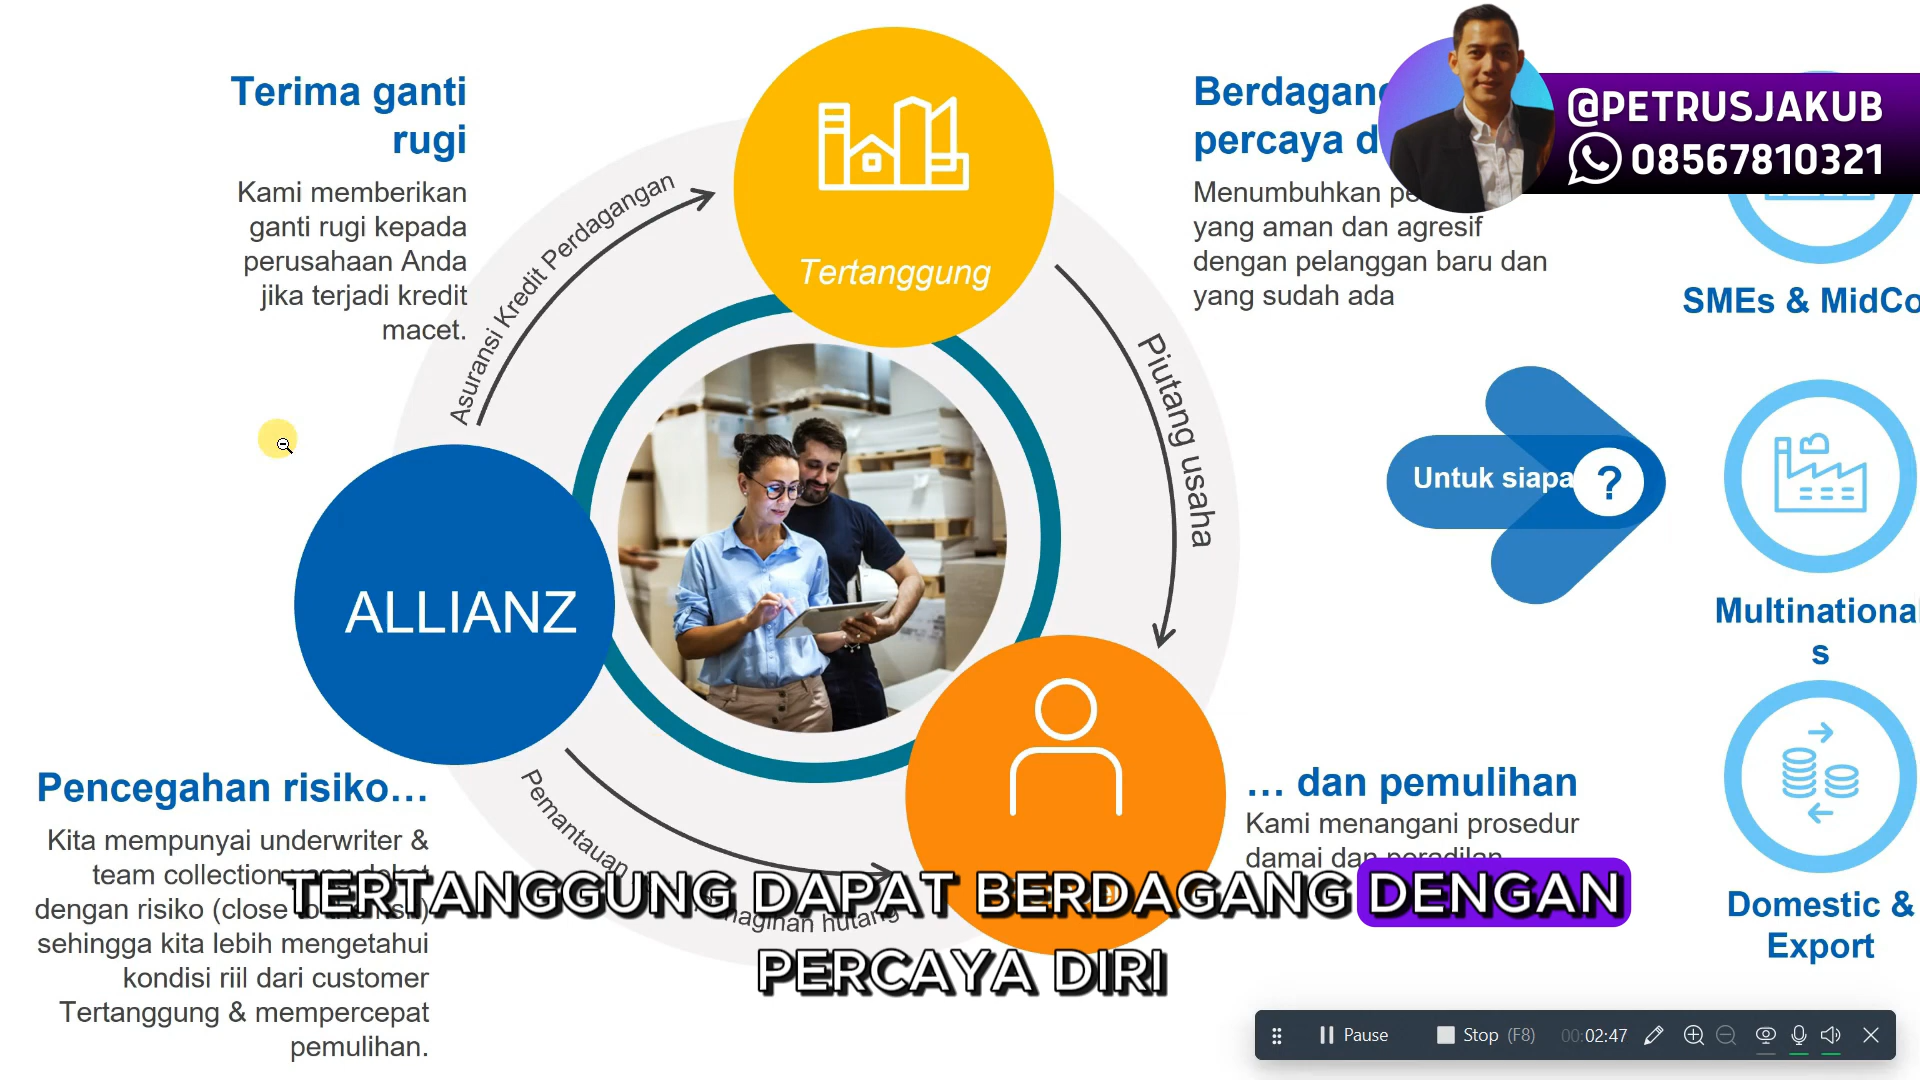 Terima ganti
rugi
Kami memberikan
ganti rugi kepada
perusahaan Anda
jika terjadi kredit
macet.
Asuransi Kredit Perdagangan
Tertanggung
Berdagang
percaya d
Menumbuhkan pe
yang aman dan agresif
dengan pelanggan baru dan
yang sudah ada
@PETRUSJAKUB
08567810321
SMEs & MidCo
Piutang usaha
Untuk siapa ?
ALLIANZ
Multinational
s
Pencegahan risiko...
Kita mempunyai underwriter &
team collection
dengan risiko (close
sehingga kita lebih mengetahui
kondisi riil dari customer
Tertanggung & mempercepat
pemulihan.
Pemantauan
hutang
... dan pemulihan
Kami menangani prosedur
damai dan peradilan
Domestic &
Export
TERTANGGUNG DAPAT BERDAGANG DENGAN
PERCAYA DIRI
Pause Stop (F8) 00:02:47